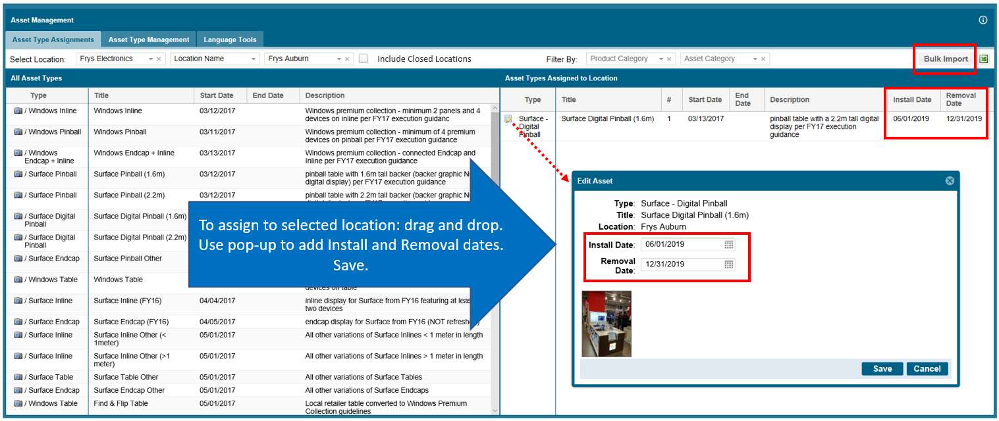 Asset Management
Asset Type Assignments
Asset Type Management
Language Tools
Select Location:
Frys Electronics
Location Name
Frys Auburn
Include Closed Locations
Filter By:
Product Category
Asset Category
Bulk Import
All Asset Types
Type Title Start Date End Date Description
/ Windows Inline Windows Inline 03/12/2017 Windows premium collection - minimum 2 panels and 4
devices on inline per FY17 execution guidanc
/ Windows Pinball Windows Pinball 03/11/2017 Windows premium collection - minimum of 4 premium
devices on pinball per FY17 execution guidance
/ Windows Windows Endcap + Inline 03/13/2017 Windows premium collection - connected Endcap and
Endcap + Inline Inline per FY17 execution guidance
/ Surface Pinball Surface Pinball (1.6m) 03/12/2017 pinball table with 1.6m tall backer (backer graphic N
digital display) per FY17 execution guidance
/ Surface Pinball Surface Pinball (2.2m) 03/12/2017 pinball table with 2.2m tall backer (backer graphic N
/ Surface Digital Surface Digital Pinball (1.6m)
Pinball
/ Surface Digital Surface Digital Pinball (2.2m)
Pinball
/ Surface Endcap Surface Pinball Other
/ Windows Table Windows Table
devices on table
/ Surface Inline Surface Inline (FY16) 04/04/2017 inline display for Surface from FY16 featuring at leas
two devices
/ Surface Endcap Surface Endcap (FY16) 04/05/2017 endcap display for Surface from FY16 (NOT refreshed)
/ Surface Inline Surface Inline Other (< 05/01/2017 All other variations of Surface Inlines < 1 meter in length
1meter)
/ Surface Inline Surface Inline Other (>1 05/01/2017 All other variations of Surface Inlines > 1 meter in length
meter)
/ Surface Table Surface Table Other 05/01/2017 All other variations of Surface Tables
/ Surface Endcap Surface Endcap Other 05/01/2017 All other variations of Surface Endcaps
/ Windows Table Find & Flip Table 05/01/2017 Local retailer table converted to Windows Premium
Collection guidelines
To assign to selected location: drag and drop.
Use pop-up to add Install and Removal dates.
Save.
Asset Types Assigned to Location
Type Title # Start Date End Date Description Install Date Removal Date
Surface - Surface Digital Pinball (1.6m) 1 03/13/2017 pinball table with a 2.2m tall digital 06/01/2019 12/31/2019
Digital display per FY17 execution
Pinball guidance
Edit Asset
Type: Surface - Digital Pinball
Title: Surface Digital Pinball (1.6m)
Location: Frys Auburn
Install Date: 06/01/2019
Removal
Date: 12/31/2019
Save
Cancel